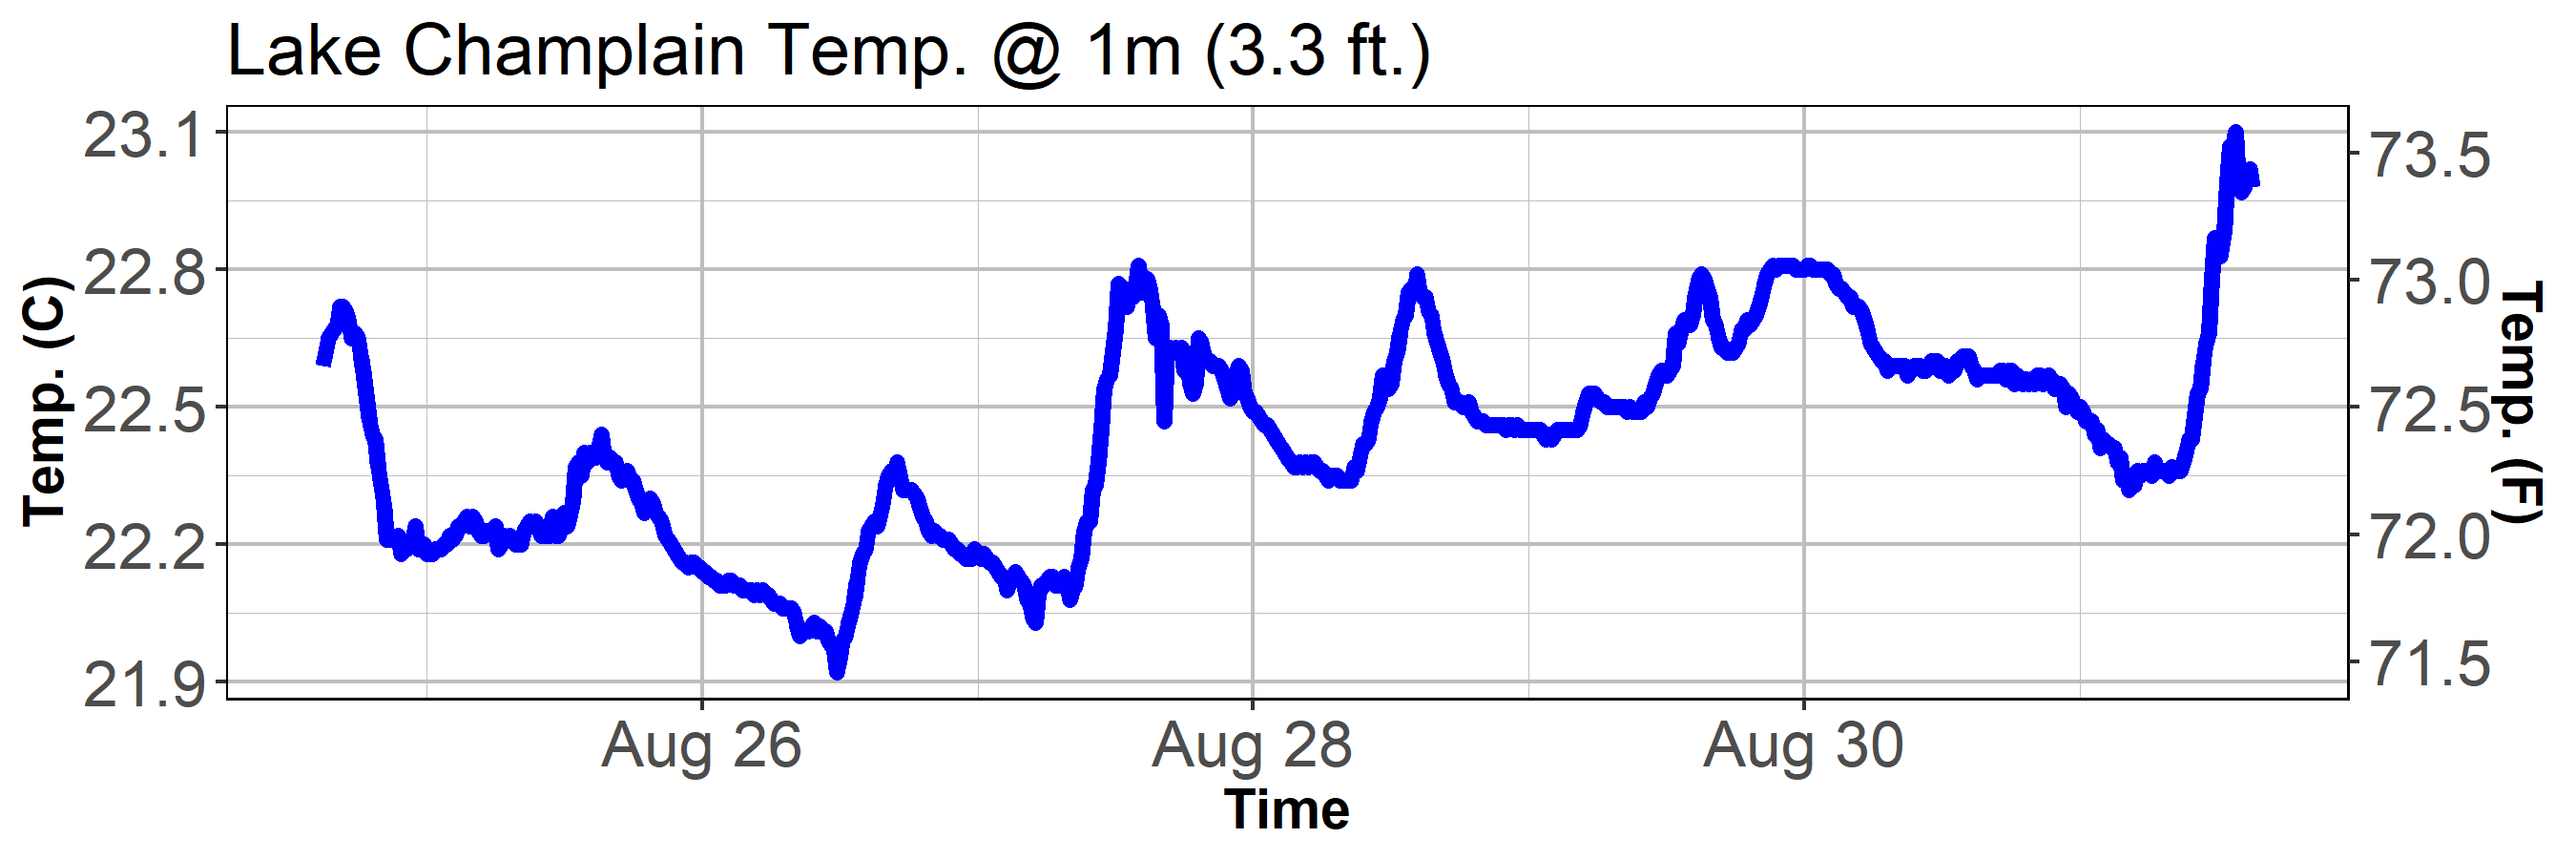 Lake Champlain Temp. @ 1m (3.3 ft.)
Temp. (C)
23.1
22.8
22.5
22.2
21.9
73.5
73.0
72.5
72.0
71.5
Temp. (F)
Aug 26 Aug 28 Aug 30
Time